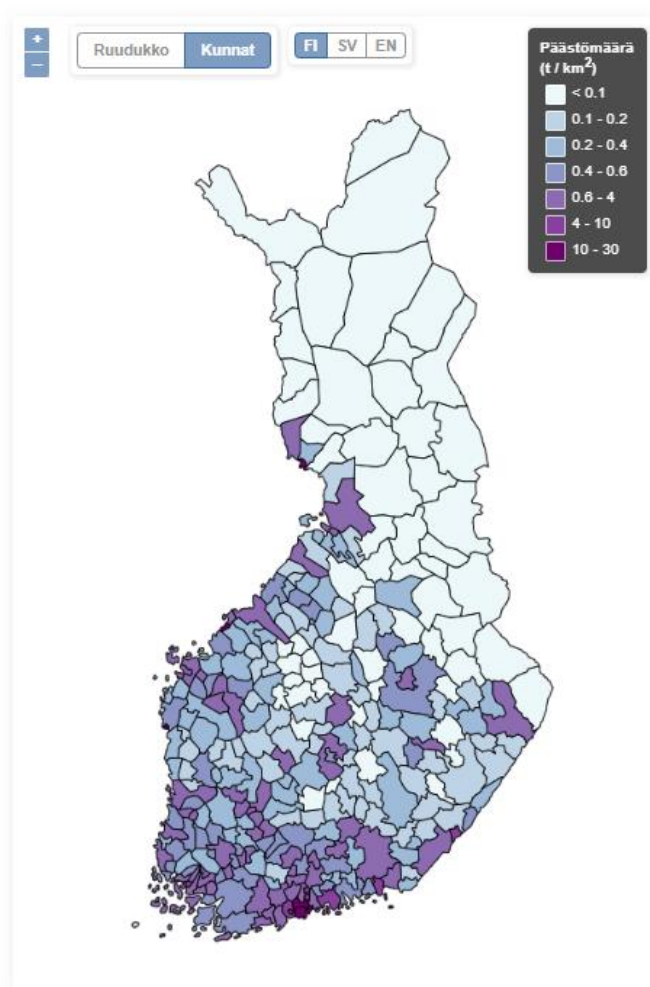 +
Ruudukko Kunnat
FI SV EN
–
Päästömäärä
(t / km2)
< 0.1
0.1 - 0.2
0.2 - 0.4
0.4 - 0.6
0.6 - 4
4 - 10
10 - 30